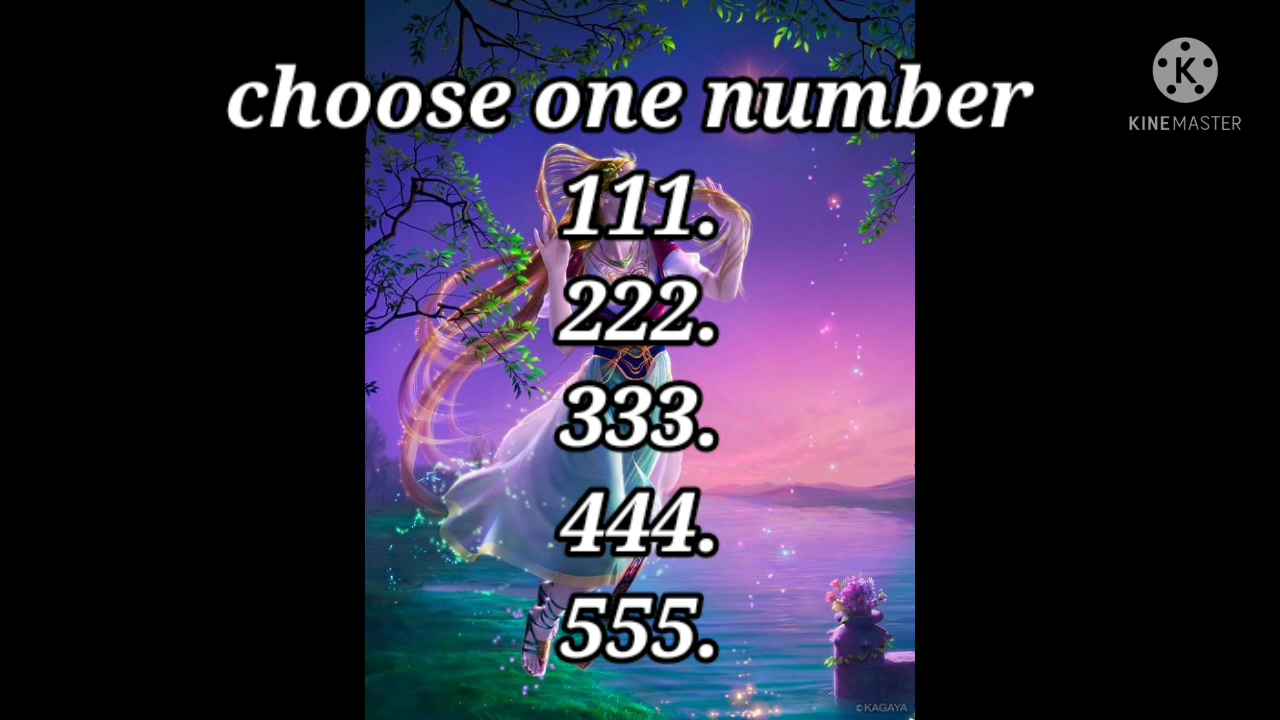 choose one number
K
KINEMASTER
111.
222.
333.
444.
555.
©KAGAYA